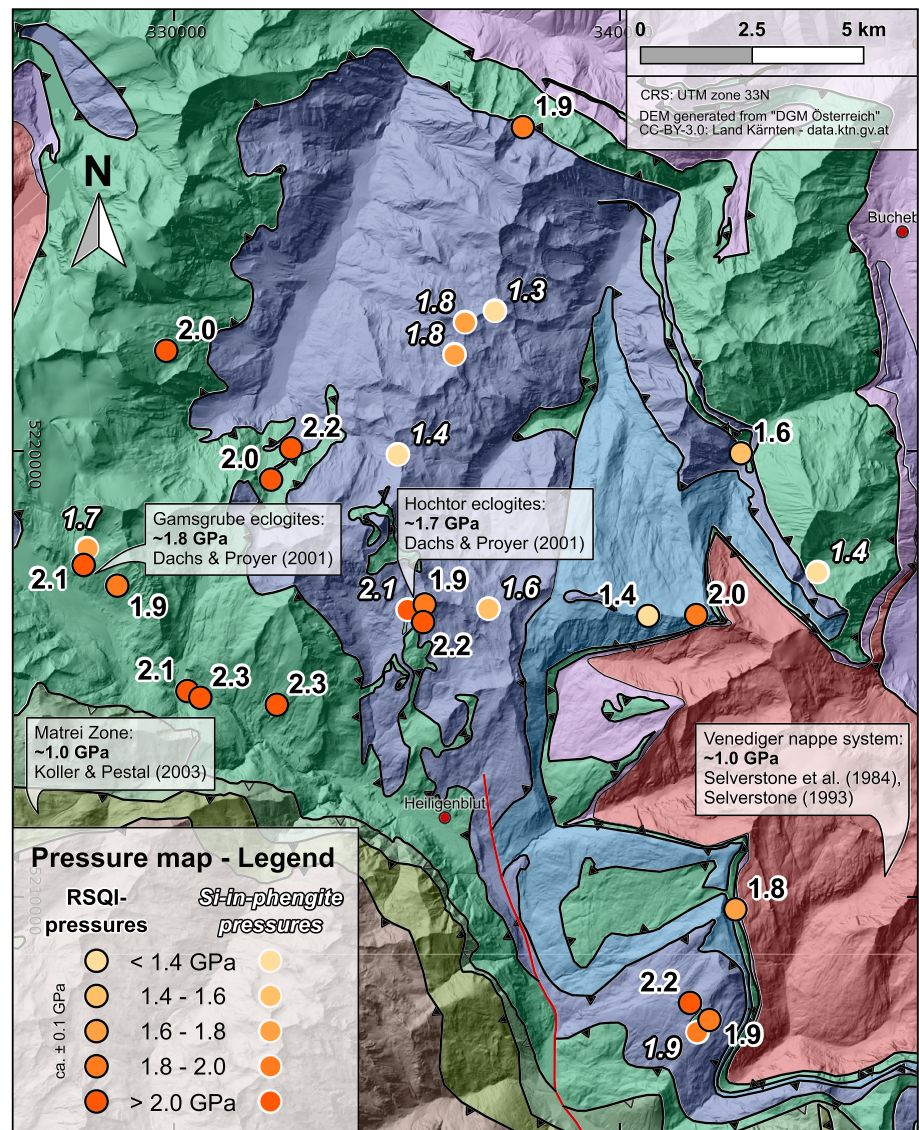 330000
340000
0 2.5 5 km
CRS: UTM zone 33N
DEM generated from "DGM Österreich"
CC-BY-3.0: Land Kärnten - data.ktn.gv.at
1.9
N
Bucheb
1.3
1.8
1.8
2.0
5220000
2.2
2.0
1.4
1.6
Gamsgrube eclogites:
~1.8 GPa
Dachs & Proyer (2001)
Hochtor eclogites:
~1.7 GPa
Dachs & Proyer (2001)
1.7
2.1
1.9
2.1
1.9
1.6
2.2
1.4
2.0
1.4
2.1
2.3
2.3
Matrei Zone:
~1.0 GPa
Koller & Pestal (2003)
Venediger nappe system:
~1.0 GPa
Selverstone et al. (1984),
Selverstone (1993)
Heiligenblut
1.8
2.2
1.9
1.9
Pressure map - Legend
RSQI-
pressures
Si-in-phengite
pressures
ca. ± 0.1 GPa
< 1.4 GPa
1.4 - 1.6
1.6 - 1.8
1.8 - 2.0
> 2.0 GPa